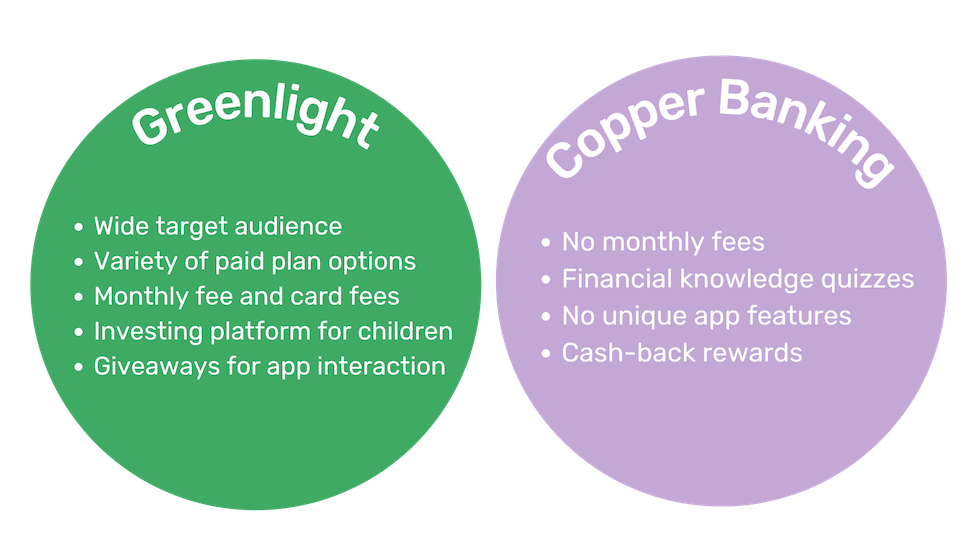 Greenlight
• Wide target audience
• Variety of paid plan options
• Monthly fee and card fees
• Investing platform for children
• Giveaways for app interaction
Copper Banking
• No monthly fees
• Financial knowledge quizzes
• No unique app features
• Cash-back rewards